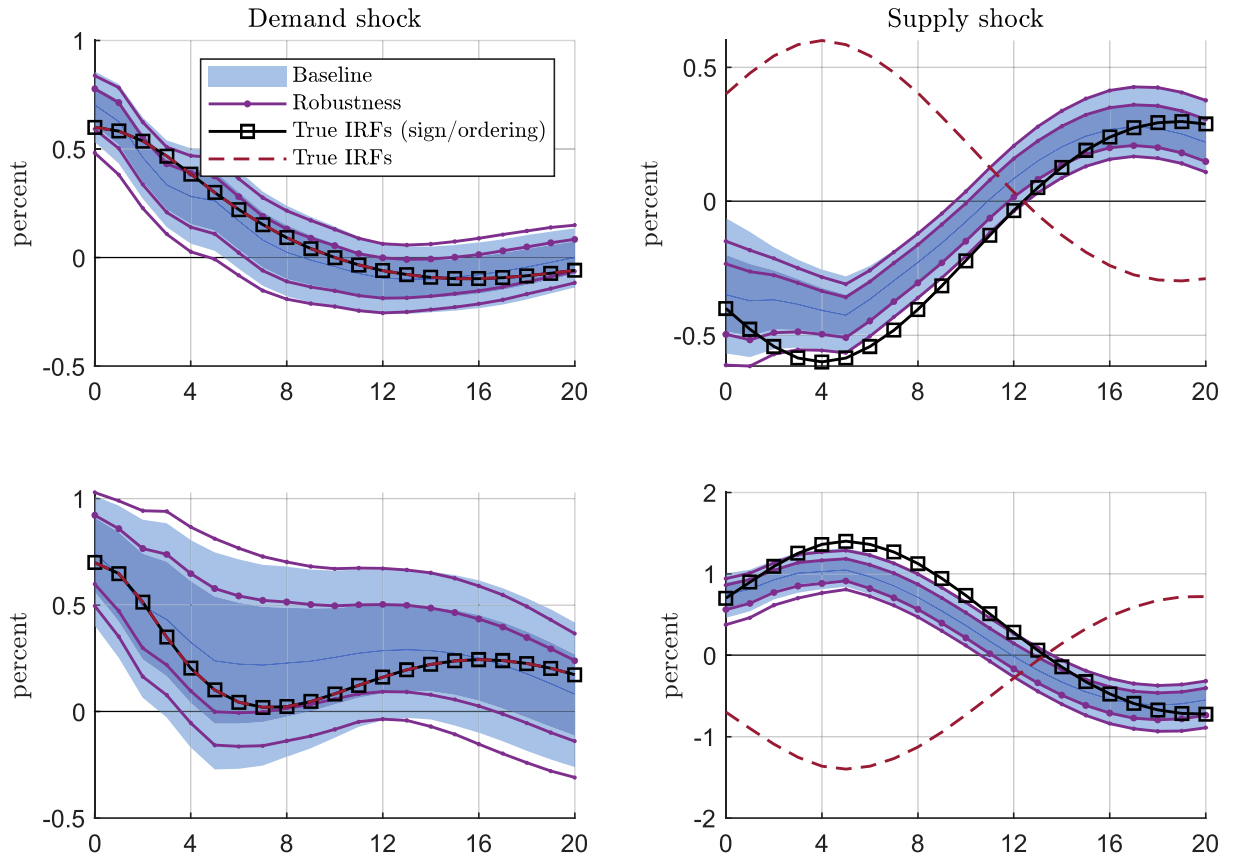 Demand shock
Supply shock
1
0.5
0
-0.5
percent
0 4 8 12 16 20
Baseline
Robustness
True IRFs (sign/ordering)
True IRFs
0.5
0
-0.5
percent
0 4 8 12 16 20
1
0.5
0
-0.5
percent
0 4 8 12 16 20
2
1
0
-1
-2
percent
0 4 8 12 16 20